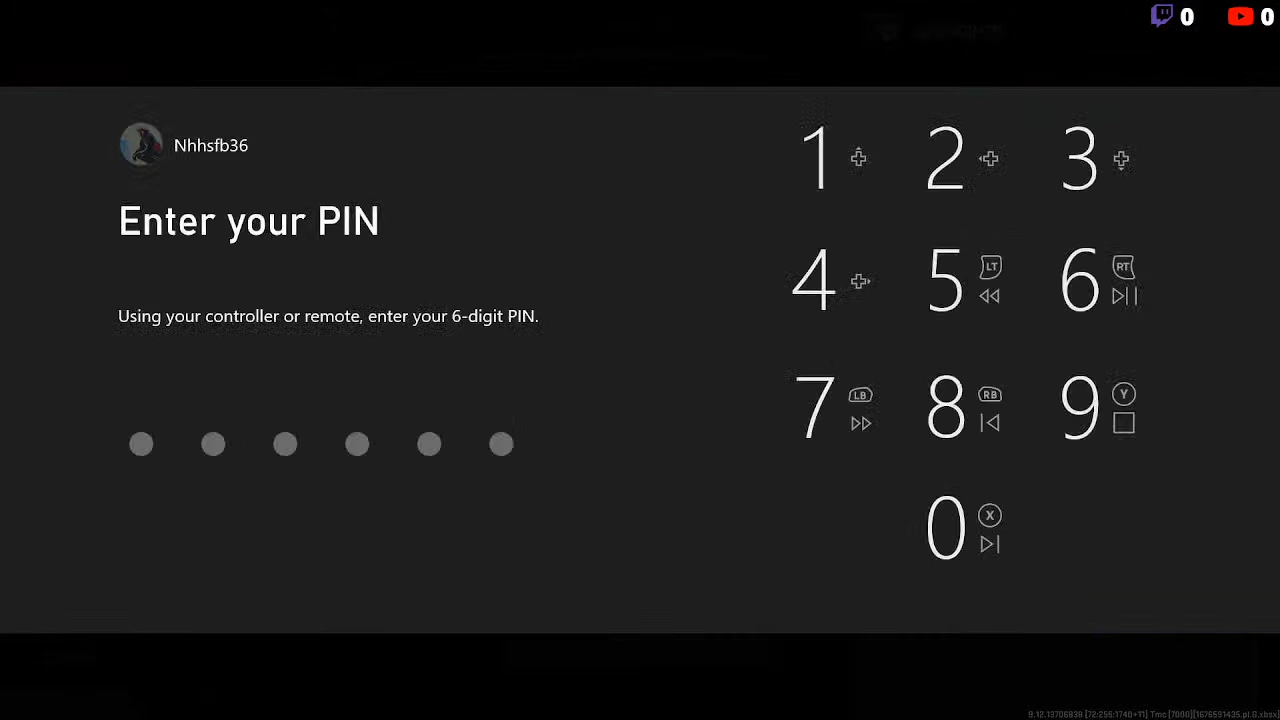 0 0
Nhhsfb36
Enter your PIN
Using your controller or remote, enter your 6-digit PIN.
1 2 3
4 5 LT 6 RT
7 LB 8 RB 9 Y
0 X